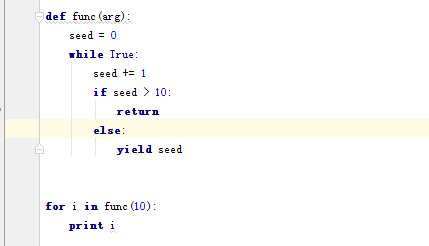 def func(arg):
    seed = 0
    while True:
        seed += 1
        if seed > 10:
            return
        else:
            yield seed
for i in func(10):
    print i